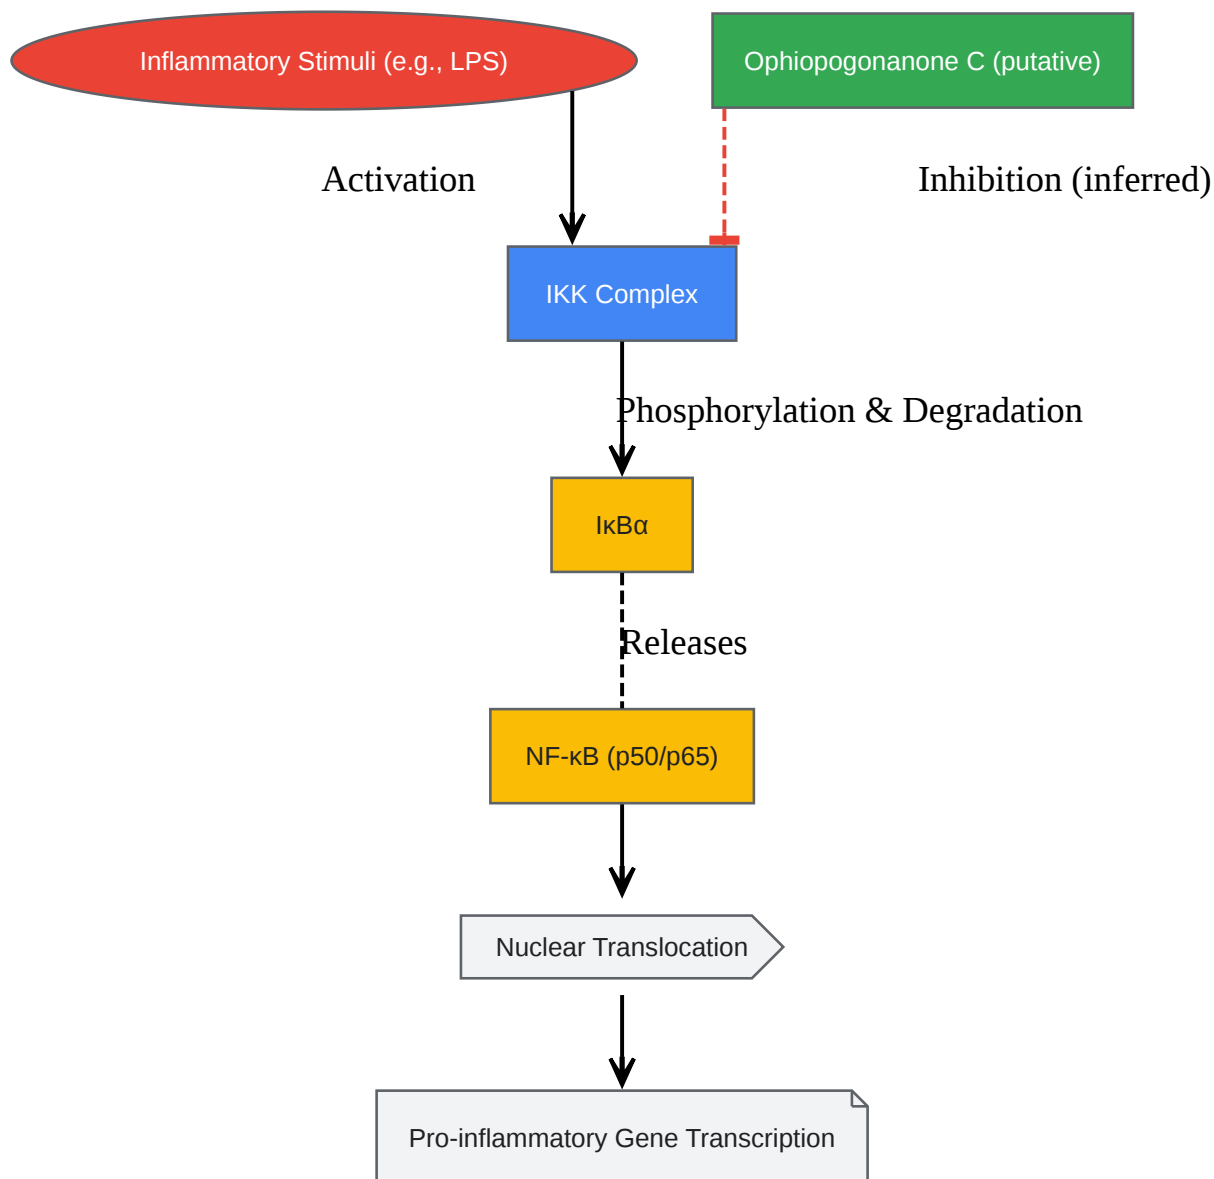 Inflammatory Stimuli (e.g., LPS)
Ophiopogonanone C (putative)
Activation
Inhibition (inferred)
IKK Complex
Phosphorylation & Degradation
IκBα
Releases
NF-κB (p50/p65)
Nuclear Translocation
Pro-inflammatory Gene Transcription